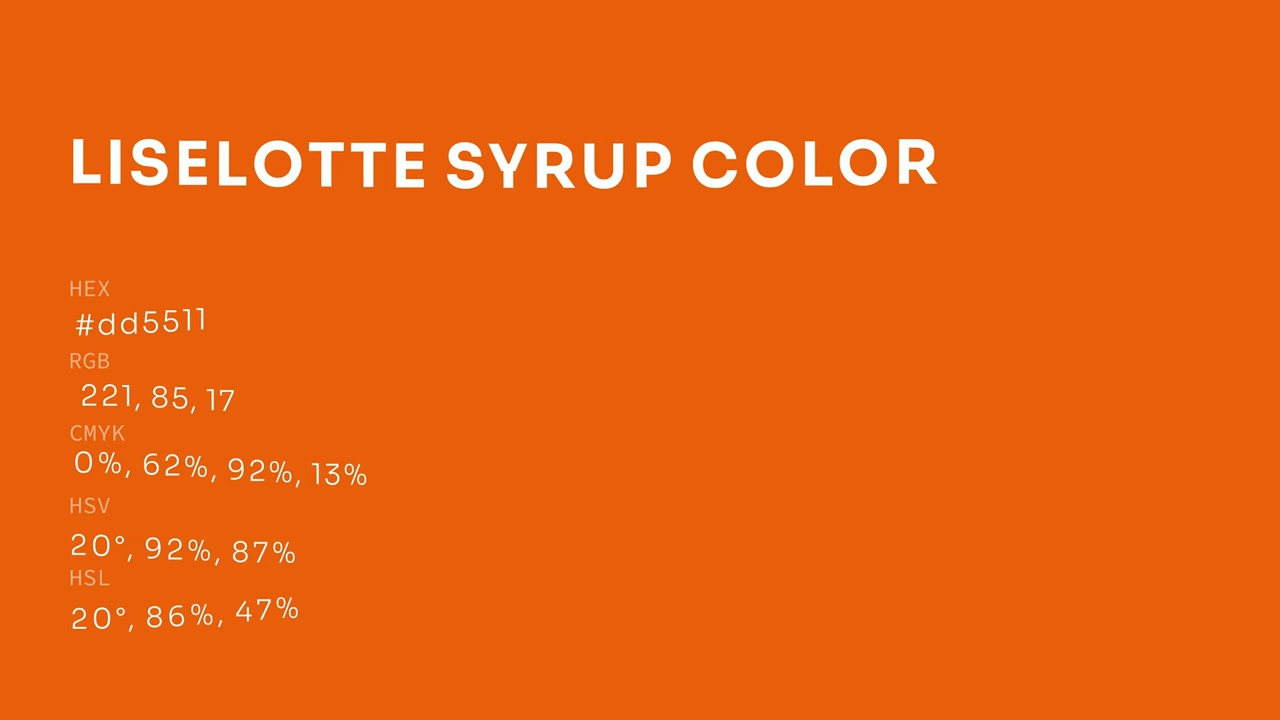 LISELOTTE SYRUP COLOR
HEX
#dd5511
RGB
221, 85, 17
CMYK
0%, 62%, 92%, 13%
HSV
20°, 92%, 87%
HSL
20°, 86%, 47%